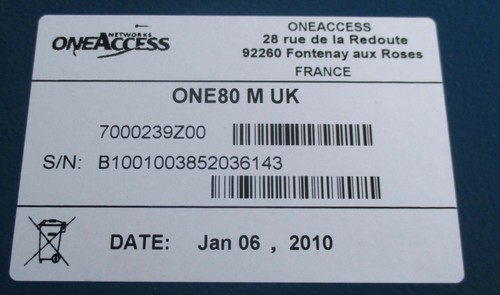 NETWORKS
ONEACCESS
ONEACCESS
28 rue de la Redoute
92260 Fontenay aux Roses
FRANCE
ONE80 M UK
7000239Z00
S/N: B1001003852036143
DATE: Jan 06 , 2010